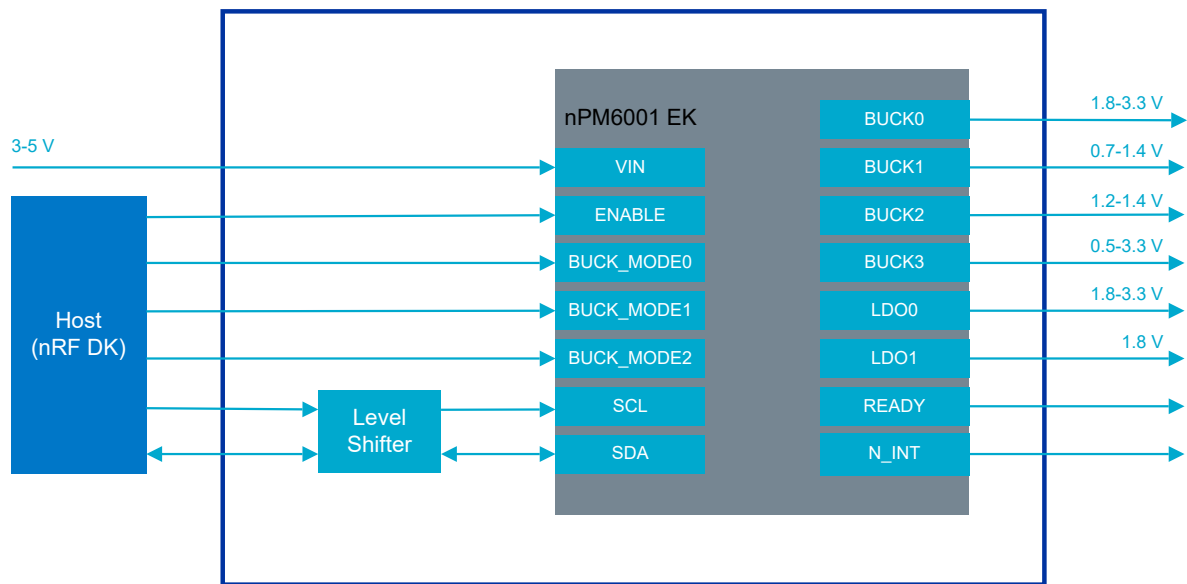 3-5 V
Host
(nRF DK)
Level
Shifter
nPM6001 EK
VIN
ENABLE
BUCK_MODE0
BUCK_MODE1
BUCK_MODE2
SCL
SDA
BUCK0
BUCK1
BUCK2
BUCK3
LDO0
LDO1
READY
N_INT
1.8-3.3 V
0.7-1.4 V
1.2-1.4 V
0.5-3.3 V
1.8-3.3 V
1.8 V